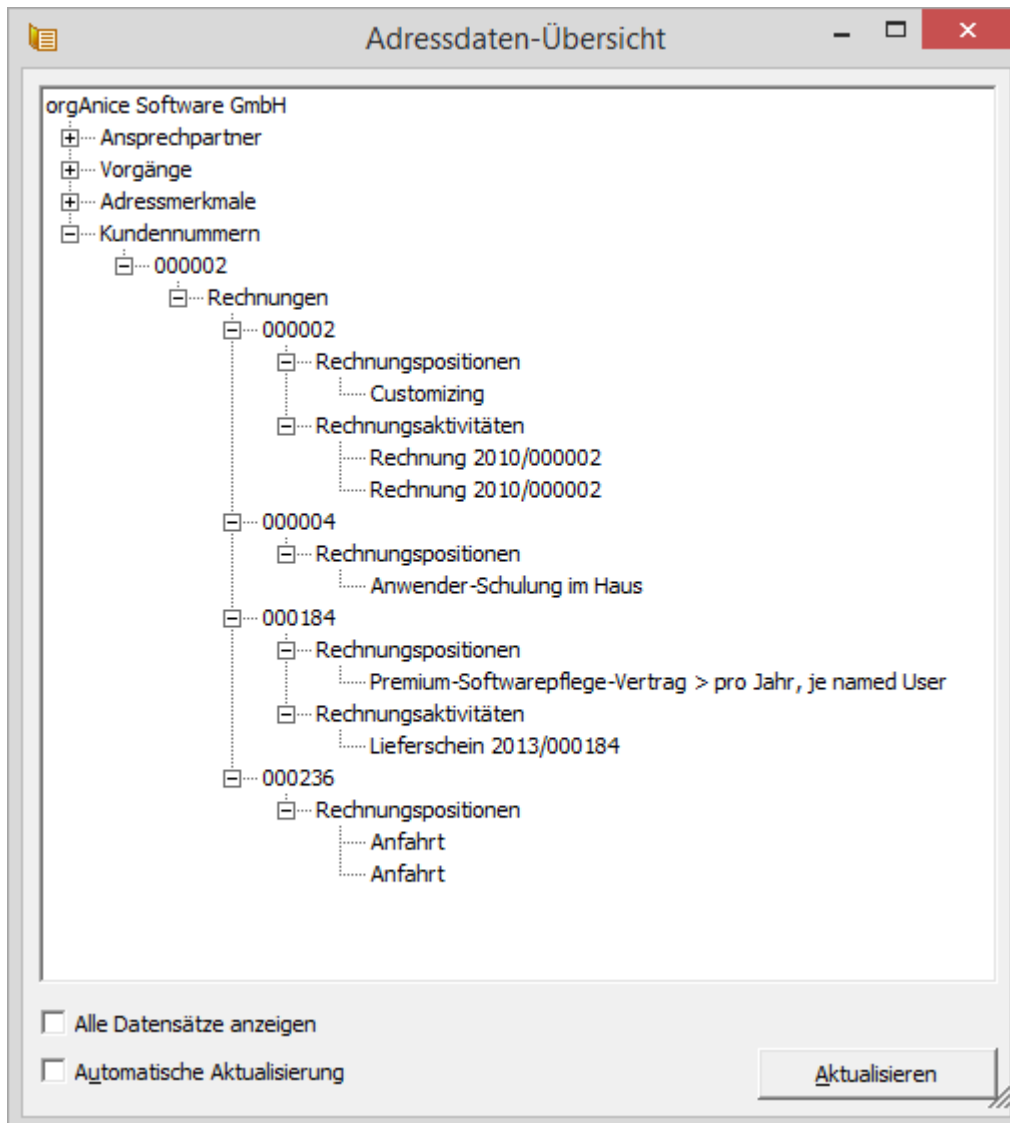 Adressdaten-Übersicht
orgAnice Software GmbH
Ansprechpartner
Vorgänge
Adressmerkmale
Kundennummern
000002
Rechnungen
000002
Rechnungspositionen
Customizing
Rechnungsaktivitäten
Rechnung 2010/000002
Rechnung 2010/000002
000004
Rechnungspositionen
Anwender-Schulung im Haus
000184
Rechnungspositionen
Premium-Softwarepflege-Vertrag > pro Jahr, je named User
Rechnungsaktivitäten
Lieferschein 2013/000184
000236
Rechnungspositionen
Anfahrt
Anfahrt
Alle Datensätze anzeigen
Automatische Aktualisierung
Aktualisieren